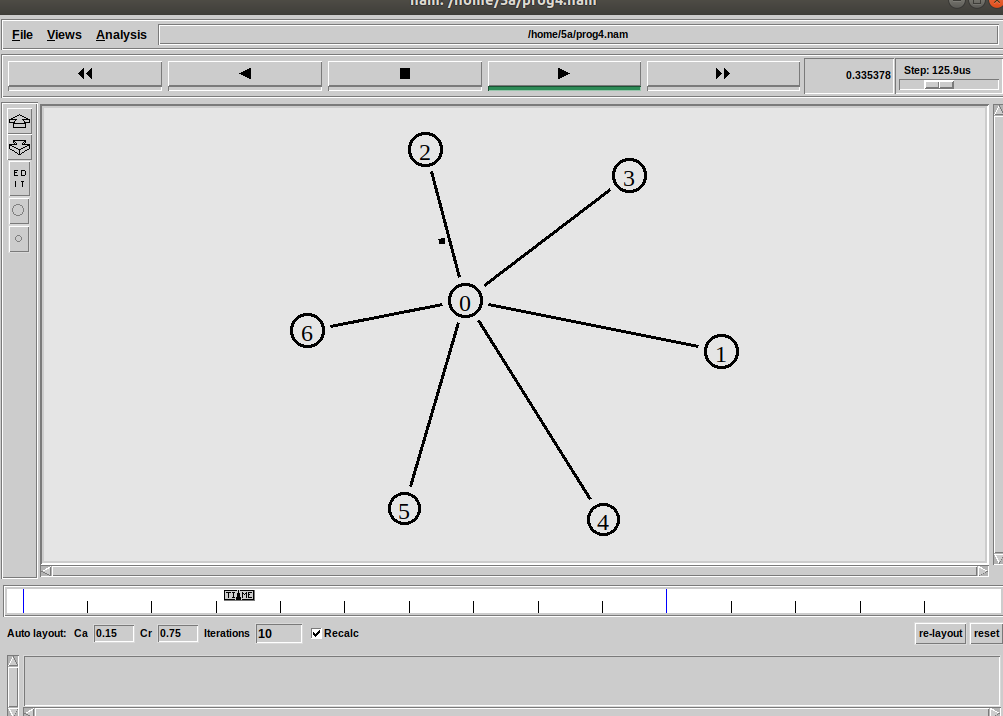 nam: /home/5a/prog4.nam
File Views Analysis /home/5a/prog4.nam
0.335378 Step: 125.9us
ED
IT
2
3
0
6
1
5
4
TIME
Auto layout: Ca 0.15 Cr 0.75 Iterations 10 Recalc re-layout reset